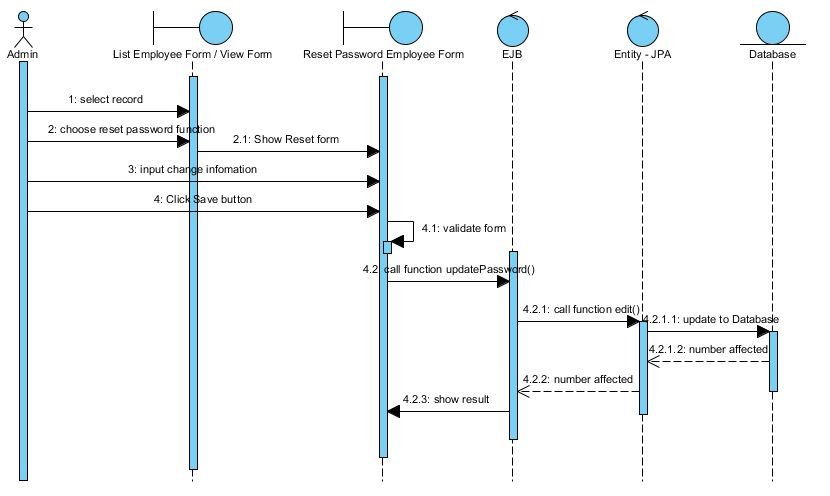 Admin
List Employee Form / View Form
Reset Password Employee Form
EJB
Entity - JPA
Database
1: select record
2: choose reset password function
2.1: Show Reset form
3: input change infomation
4: Click Save button
4.1: validate form
4.2: call function updatePassword()
4.2.1: call function edit()
4.2.1.1: update to Database
4.2.1.2: number affected
4.2.2: number affected
4.2.3: show result